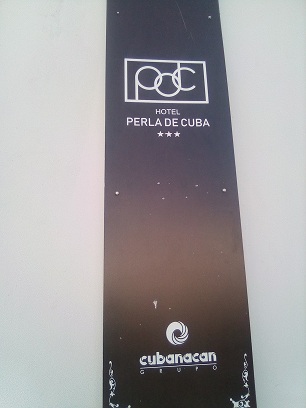 pdc
HOTEL
PERLA DE CUBA
cubanacan
GRUPO